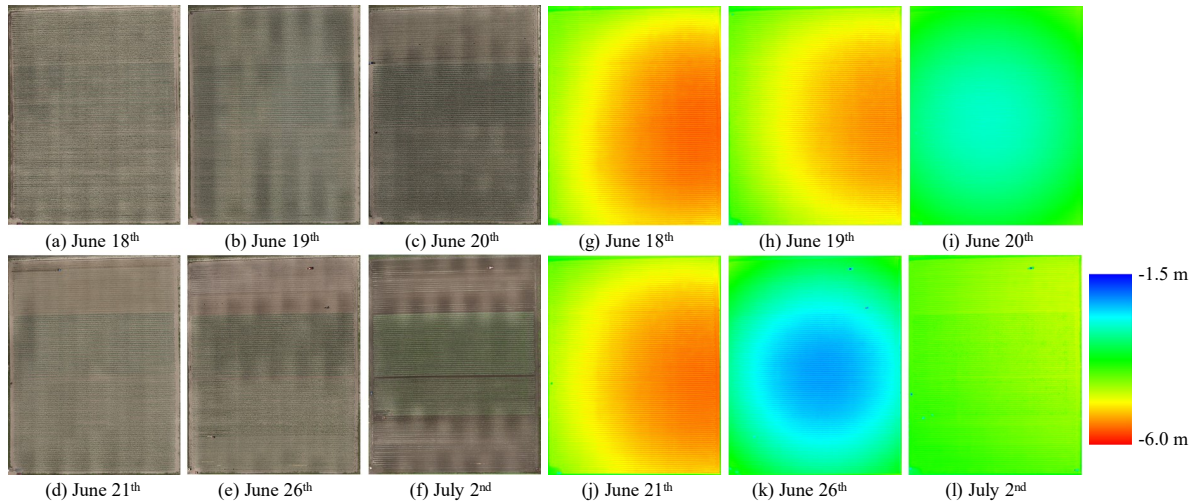 (a) June 18th
(b) June 19th
(c) June 20th
(g) June 18th
(h) June 19th
(i) June 20th
-1.5 m
-6.0 m
(d) June 21th
(e) June 26th
(f) July 2nd
(j) June 21th
(k) June 26th
(l) July 2nd